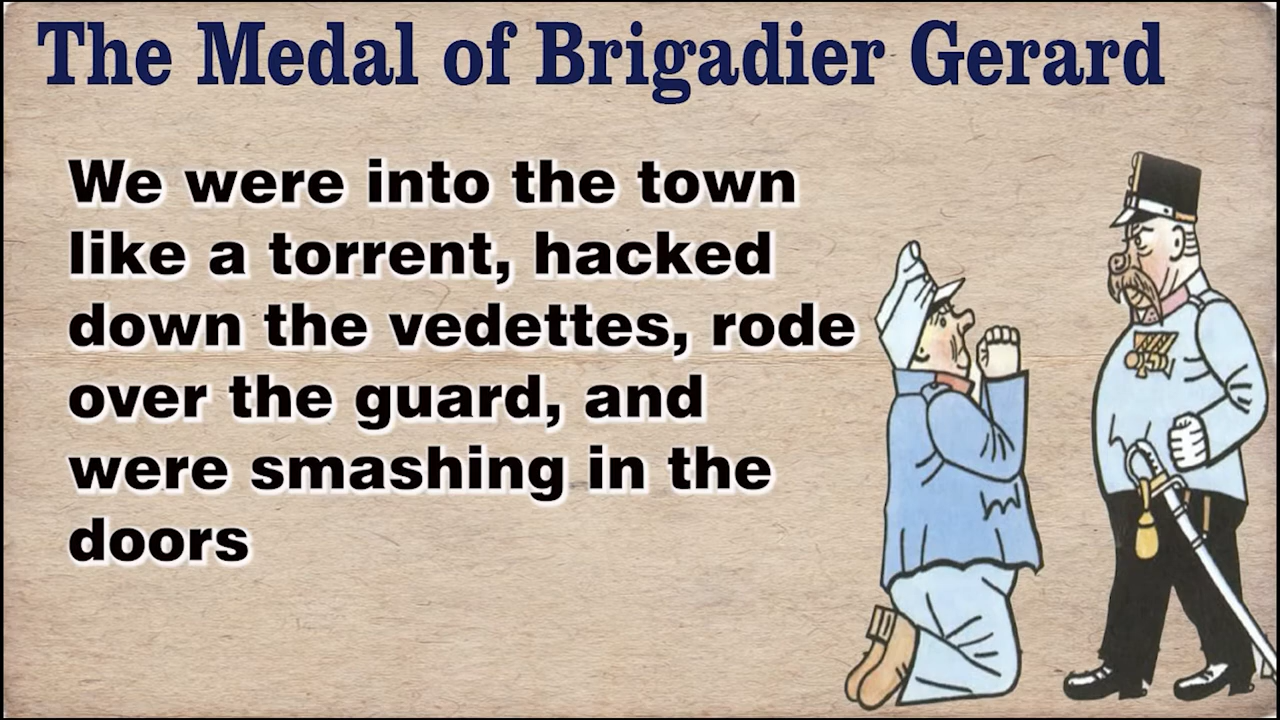 The Medal of Brigadier Gerard
We were into the town
like a torrent, hacked
down the vedettes, rode
over the guard, and
were smashing in the
doors